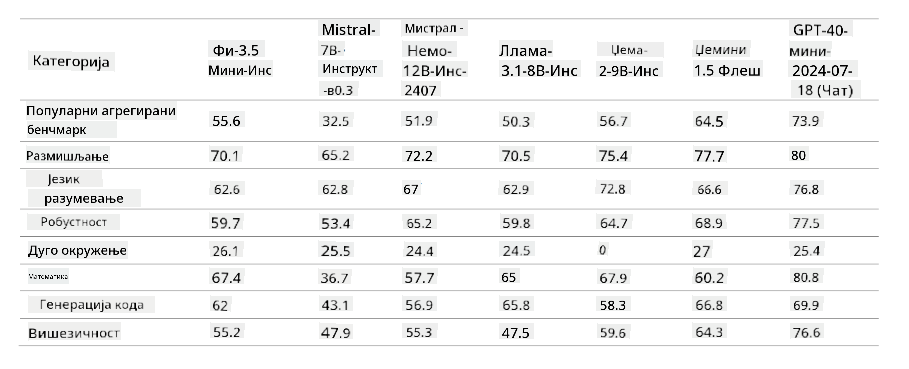 Категорија Фи-3.5 Мини-Инс Mistral-7B-Инструкт-в0.3 Мистрал-Немо-12В-Инс-2407 Ллама-3.1-8В-Инс Џема-2-9В-Инс Џемини 1.5 Флеш GPT-40-мини-2024-07-18 (Чат)
Популарни агрегирани бенчмарк 55.6 32.5 51.9 50.3 56.7 64.5 73.9
Размишљање 70.1 65.2 72.2 70.5 75.4 77.7 80
Језик разумевање 62.6 62.8 67 62.9 72.8 66.6 76.8
Робустност 59.7 53.4 65.2 59.8 64.7 68.9 77.5
Дуго окружење 26.1 25.5 24.4 24.5 0 27 25.4
Математика 67.4 36.7 57.7 65 67.9 60.2 80.8
Генерација кода 62 43.1 56.9 65.8 58.3 66.8 69.9
Вишезичност 55.2 47.9 55.3 47.5 59.6 64.3 76.6